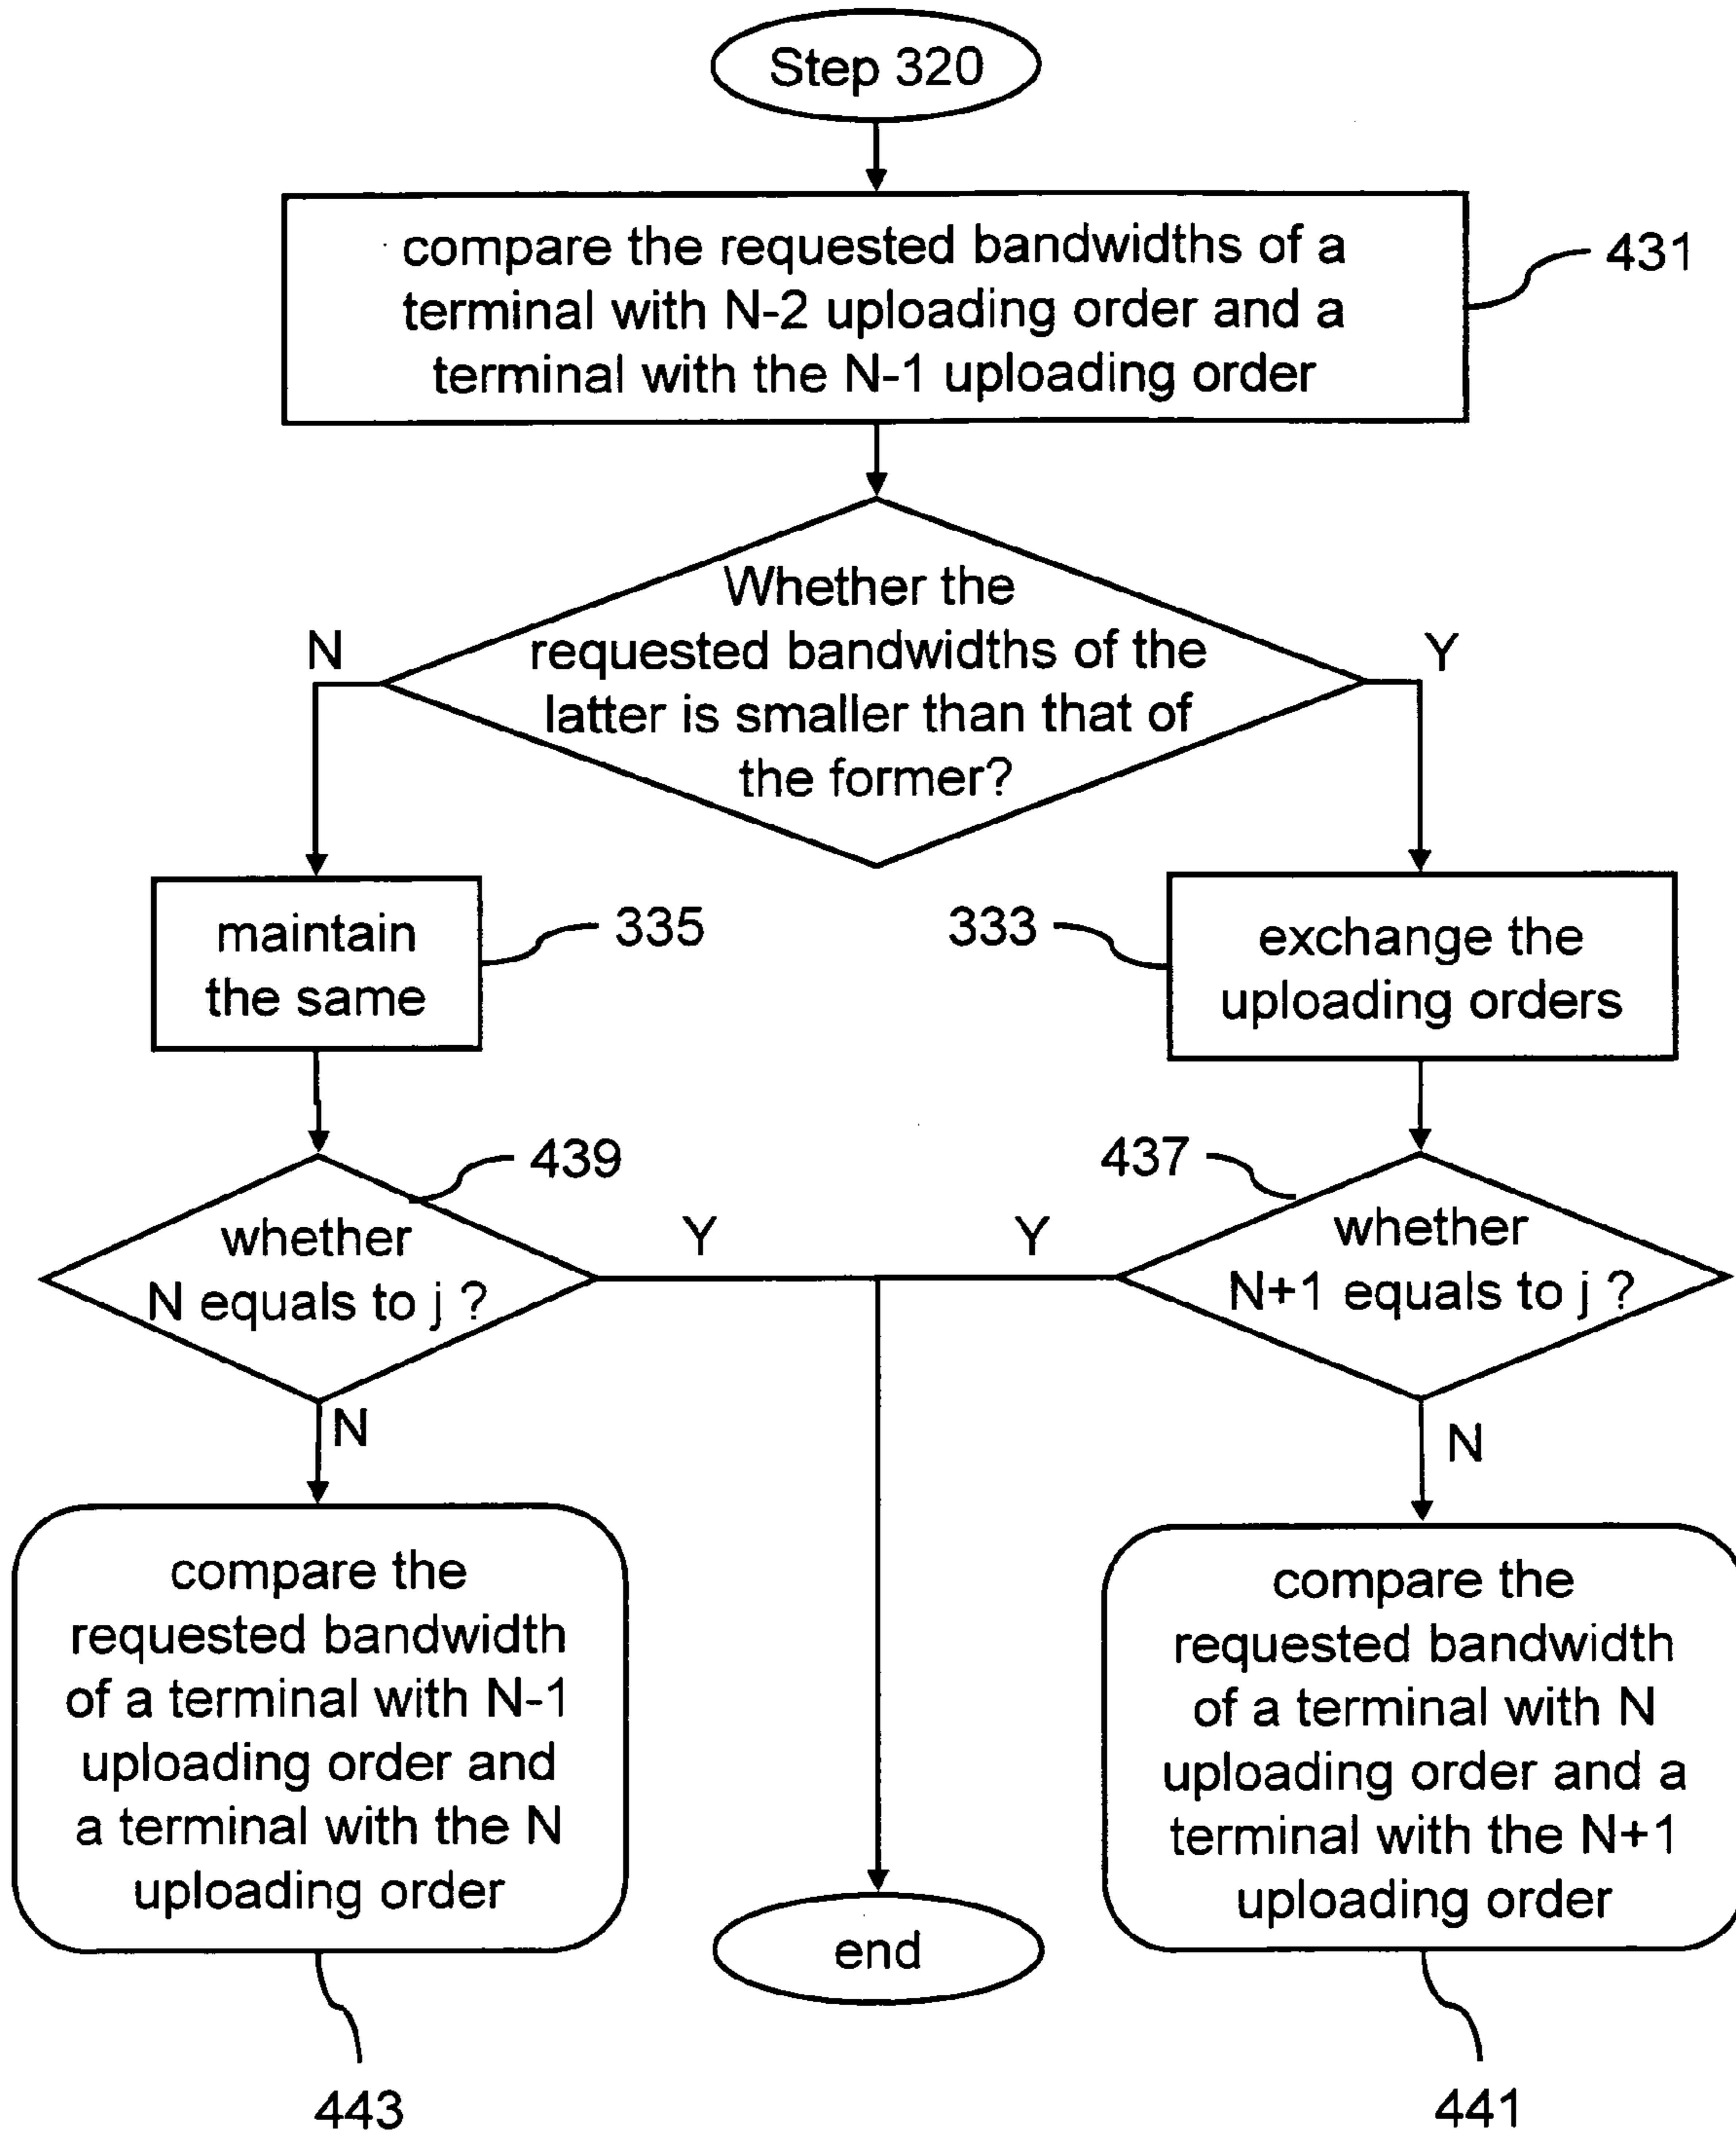 Step 320
compare the requested bandwidths of a
terminal with N-2 uploading order and a
terminal with the N-1 uploading order
431
Whether the
requested bandwidths of the
latter is smaller than that of
the former?
N
Y
maintain
the same
335
333
exchange the
uploading orders
439
437
whether
N equals to j ?
Y
Y
whether
N+1 equals to j ?
N
N
compare the
requested bandwidth
of a terminal with N-1
uploading order and
a terminal with the N
uploading order
compare the
requested bandwidth
of a terminal with N
uploading order and a
terminal with the N+1
uploading order
end
443
441